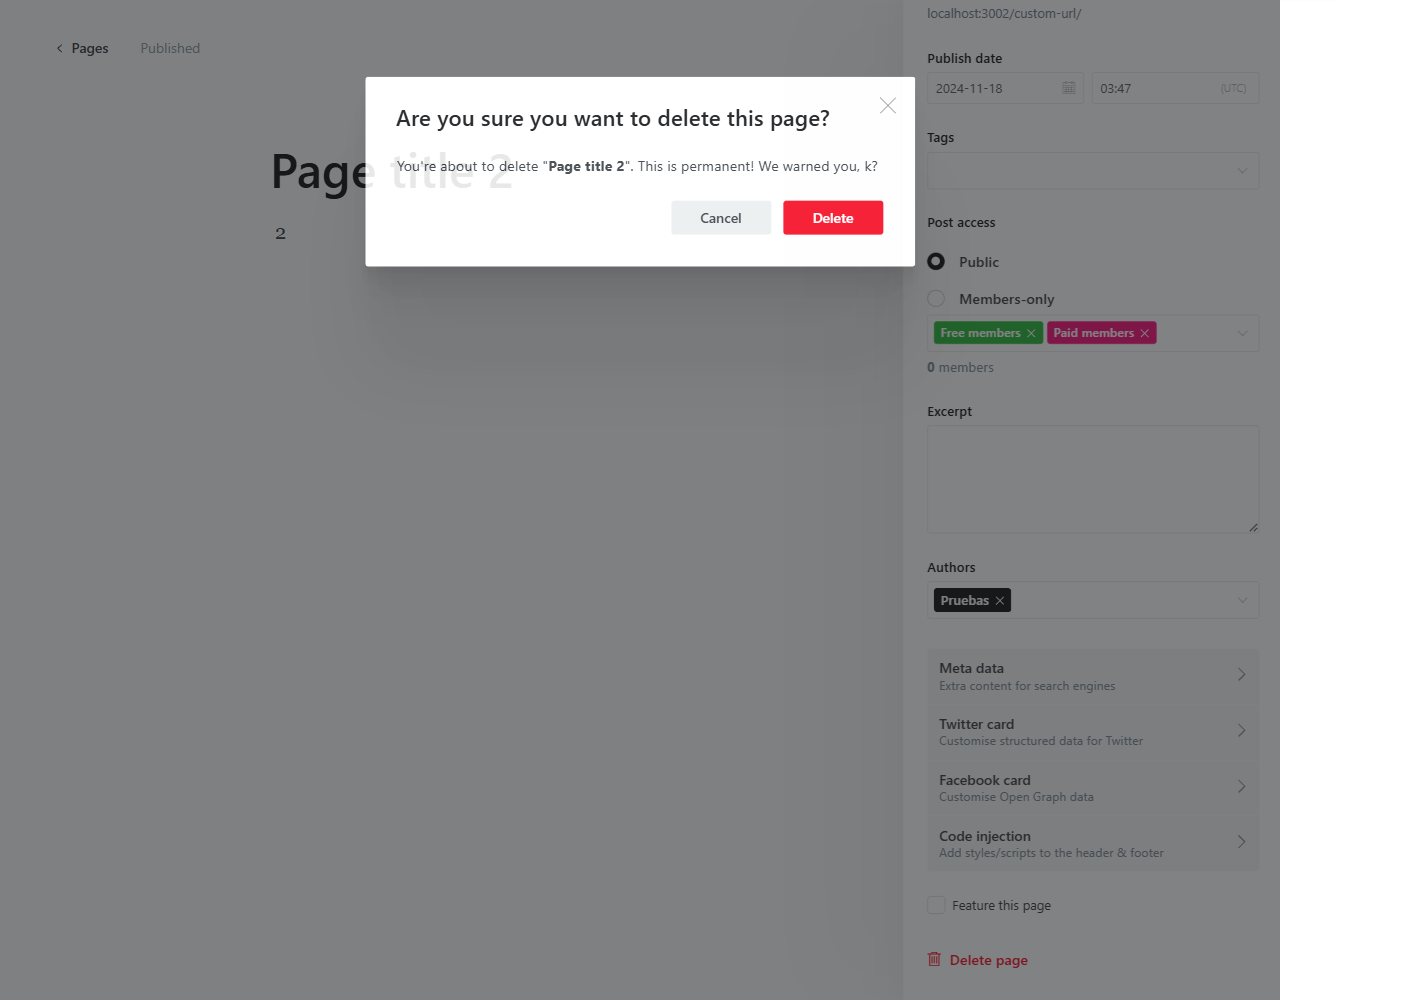 localhost:3002/custom-url/
Pages
Published
Publish date
2024-11-18
03:47
(UTC)
Are you sure you want to delete this page?
Tags
Page title 2
You're about to delete "Page title 2". This is permanent! We warned you, k?
Cancel
Delete
2
Post access
Public
Members-only
Free members
Paid members
0 members
Excerpt
Authors
Pruebas
Meta data
Extra content for search engines
Twitter card
Customise structured data for Twitter
Facebook card
Customise Open Graph data
Code injection
Add styles/scripts to the header & footer
Feature this page
Delete page